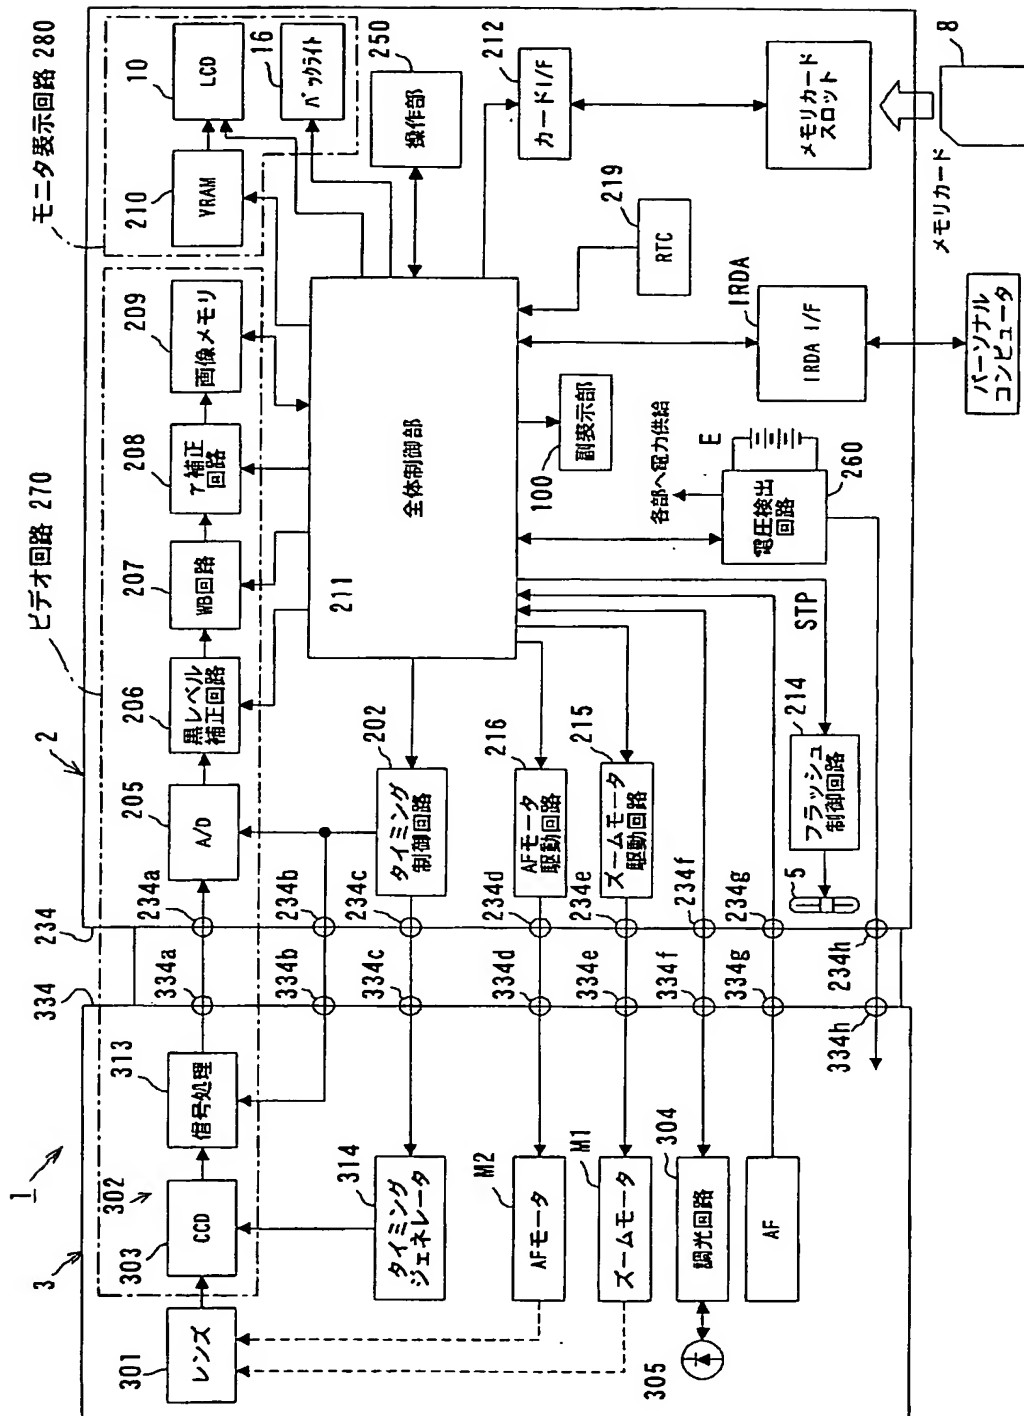 1
3
2
ビデオ回路 270
モニタ表示回路 280
301
レンズ
303
302
CCD
313
信号処理
334
234
334a
234a
205
A/D
206
黒レベル
補正回路
207
WB回路
208
γ補正
回路
209
画像メモリ
210
VRAM
10
LCD
16
バックライト
334b
234b
314
タイミング
ジェネレータ
334c
234c
202
タイミング
制御回路
211
全体制御部
250
操作部
M2
AFモータ
334d
234d
216
AFモータ
駆動回路
100
副表示部
219
RTC
212
カードI/F
M1
ズームモータ
334e
234e
215
ズームモータ
駆動回路
305
304
調光回路
334f
234f
各部へ電力供給
E
AF
334g
234g
260
電圧検出
回路
IRDA
IRDA I/F
メモリカード
スロット
STP
5
214
フラッシュ
制御回路
334h
234h
パーソナル
コンピュータ
メモリカード
8